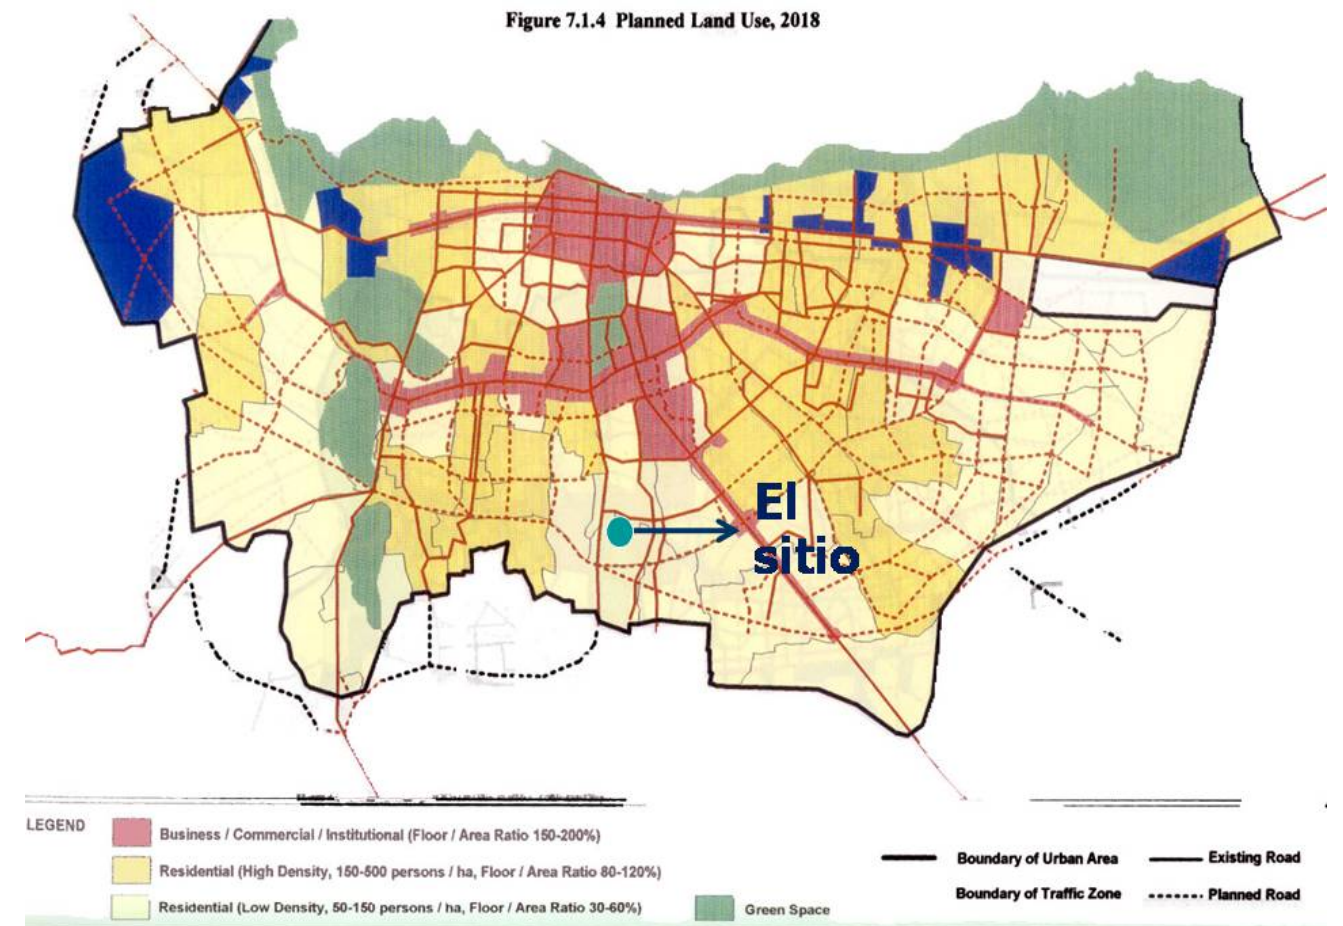 Figure 7.1.4 Planned Land Use, 2018
El
sitio
LEGEND
Business / Commercial / Institutional (Floor / Area Ratio 150-200%)
Residential (High Density, 150-500 persons / ha, Floor / Area Ratio 80-120%)
Residential (Low Density, 50-150 persons / ha, Floor / Area Ratio 30-60%)
Green Space
Boundary of Urban Area
Existing Road
Boundary of Traffic Zone
Planned Road